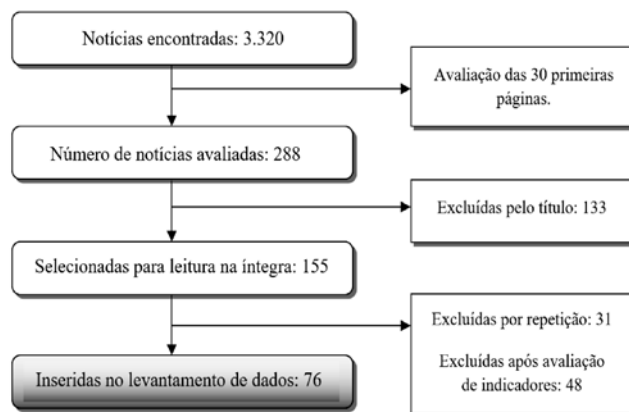 Notícias encontradas: 3.320
Avaliação das 30 primeiras
páginas.
Número de notícias avaliadas: 288
Excluídas pelo título: 133
Selecionadas para leitura na íntegra: 155
Excluídas por repetição: 31
Excluídas após avaliação
de indicadores: 48
Inseridas no levantamento de dados: 76